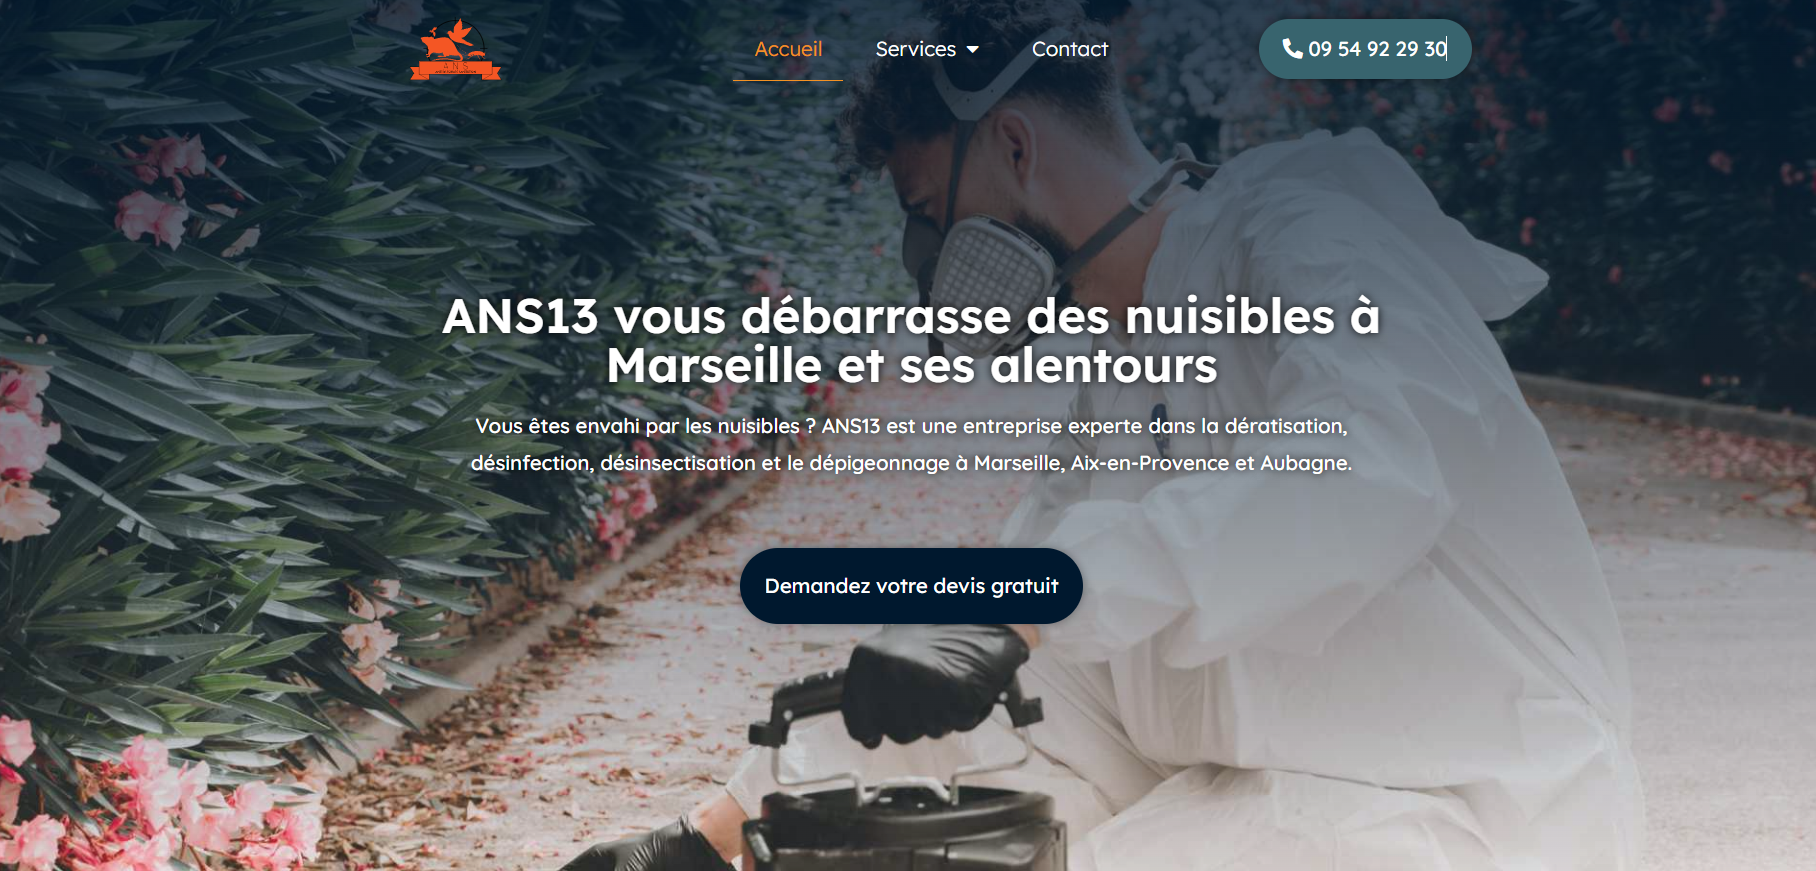 ANS
Accueil
Services
Contact
09 54 92 29 30
ANS13 vous débarrasse des nuisibles à
Marseille et ses alentours
Vous êtes envahi par les nuisibles ? ANS13 est une entreprise experte dans la dératisation,
désinfection, désinsectisation et le dépigeonnage à Marseille, Aix-en-Provence et Aubagne.
Demandez votre devis gratuit